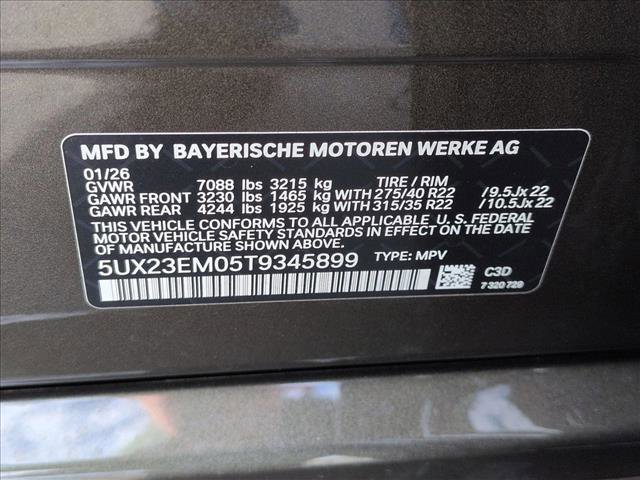 MFD BY BAYERISCHE MOTOREN WERKE AG
01/26
GVWR 7088 lbs 3215 kg TIRE / RIM
GAWR FRONT 3230 lbs 1465 kg WITH 275/40 R22 /9.5Jx22
GAWR REAR 4244 lbs 1925 kg WITH 315/35 R22 /10.5Jx22
THIS VEHICLE CONFORMS TO ALL APPLICABLE U. S. FEDERAL
MOTOR VEHICLE SAFETY STANDARDS IN EFFECT ON THE
DATE OF MANUFACTURE SHOWN ABOVE.
5UX23EM05T9345899 TYPE: MPV
C3D
7 320 729